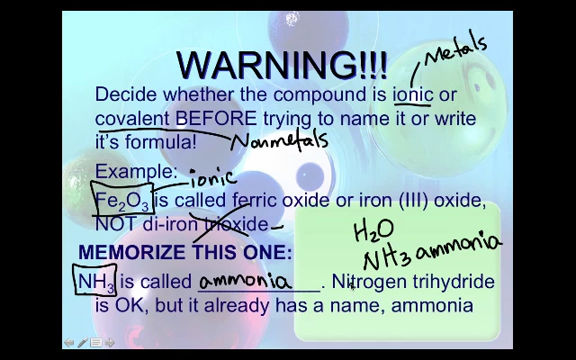 WARNING!!!
Metals
Decide whether the compound is ionic or
covalent BEFORE trying to name it or write
it's formula!
Nonmetals
Example:
ionic
Fe2O3 is called ferric oxide or iron (III) oxide,
NOT di-iron trioxide
H2O
NH3 ammonia
MEMORIZE THIS ONE:
NH3 is called ammonia. Nitrogen trihydride
is OK, but it already has a name, ammonia